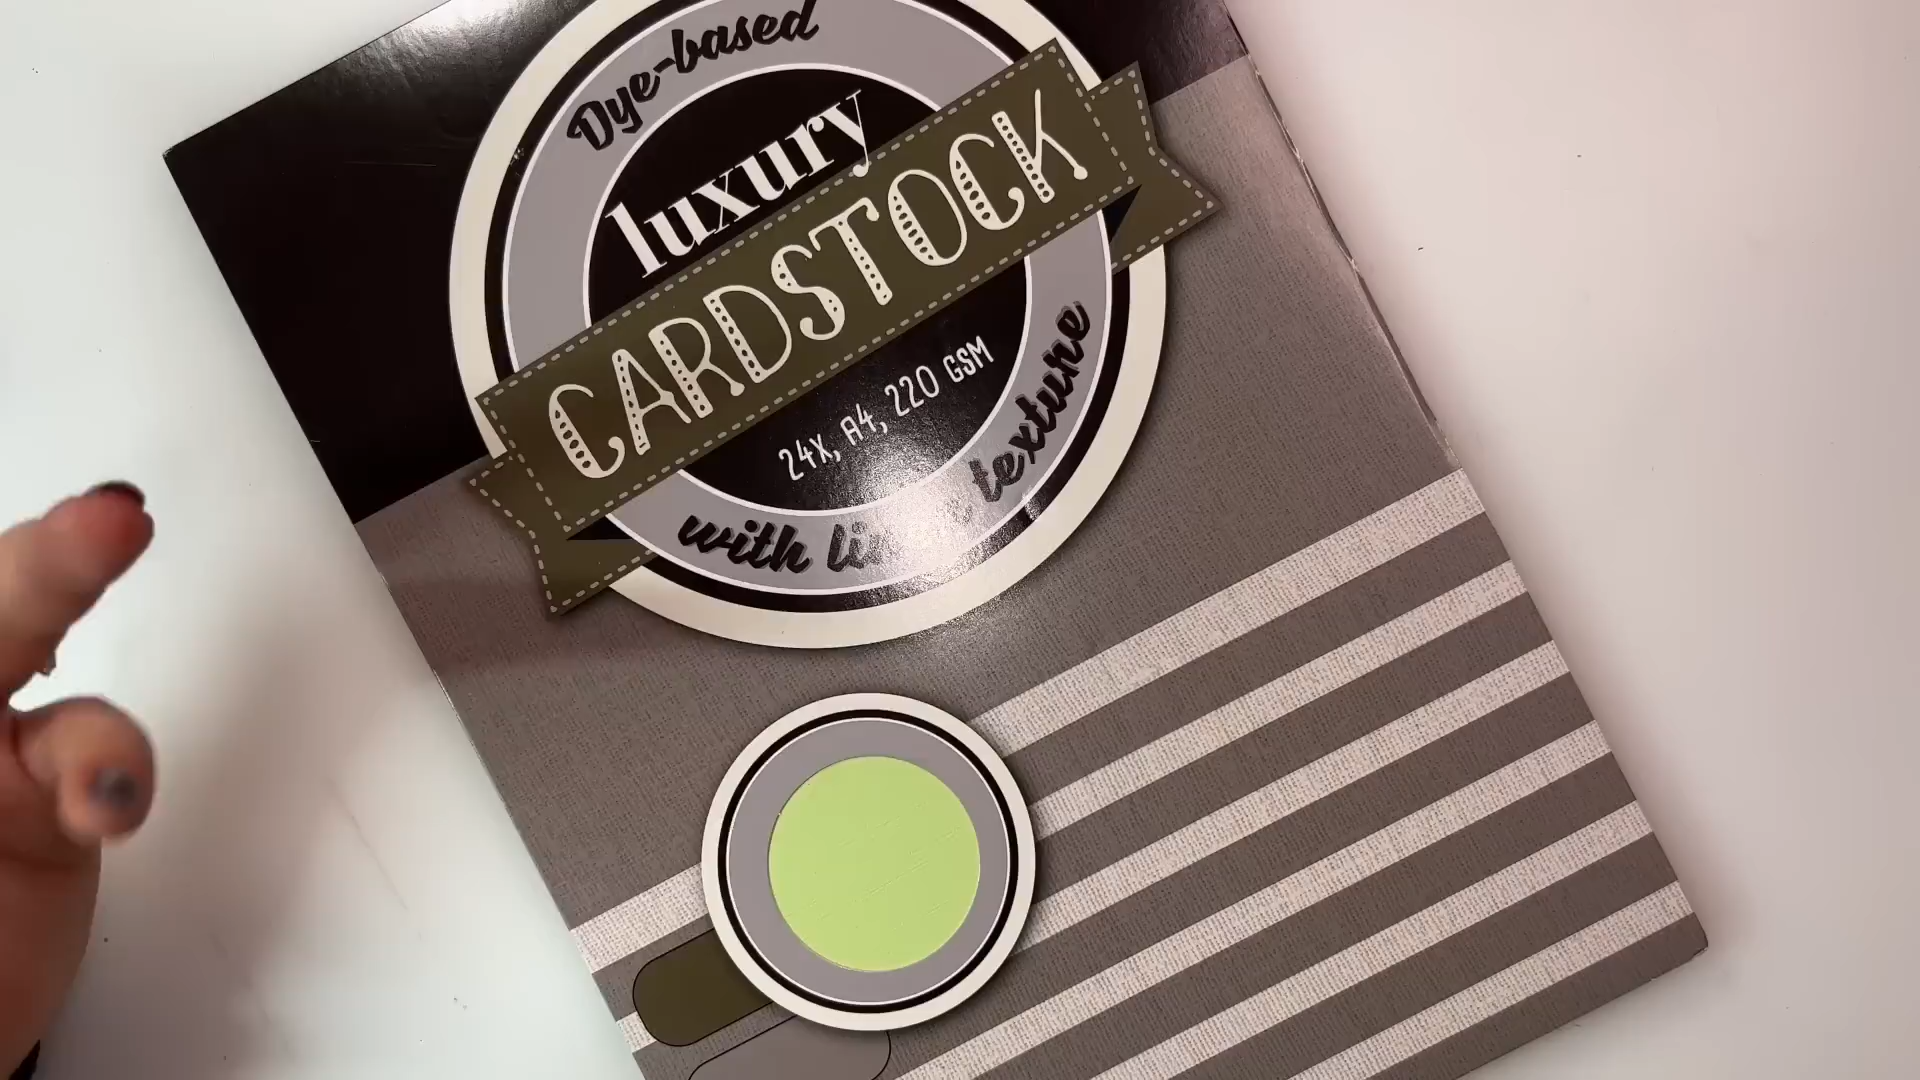 Dye-based
luxury
CARDSTOCK
24X, A4, 220 GSM
with texture